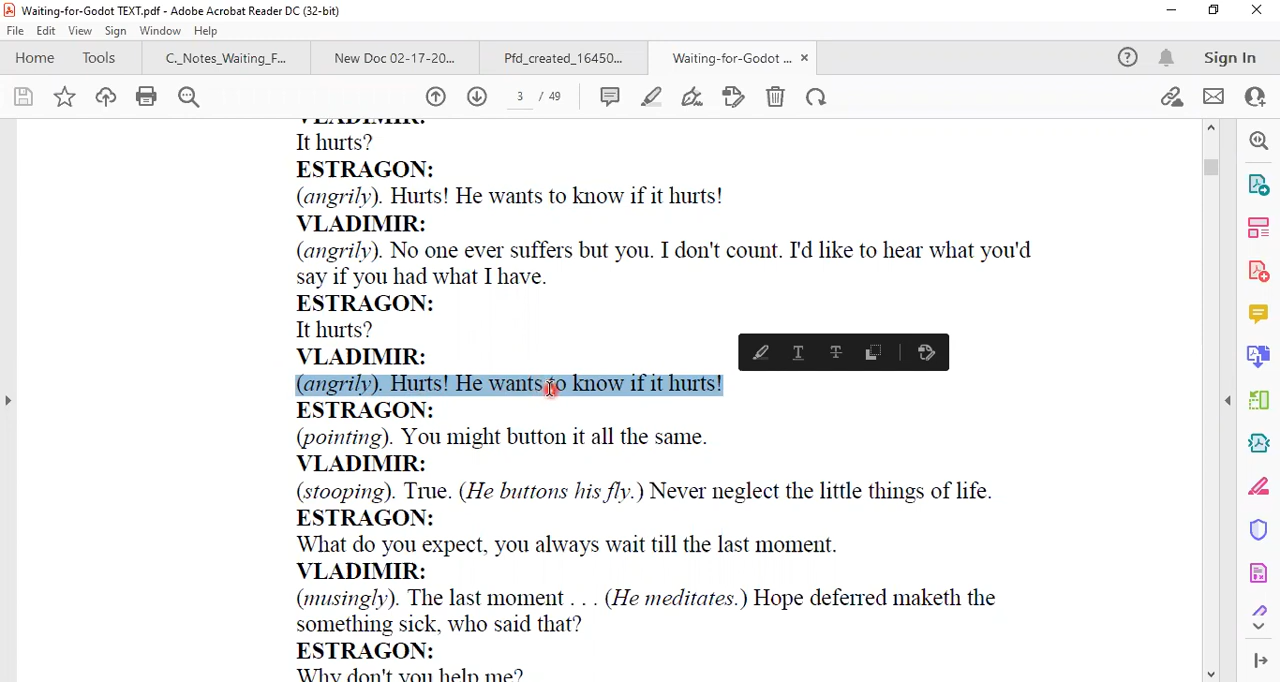 Waiting-for-Godot TEXT.pdf - Adobe Acrobat Reader DC (32-bit)
File Edit View Sign Window Help
Home Tools C._Notes_Waiting_F... New Doc 02-17-20... Pfd_created_16450... Waiting-for-Godot ... × Sign In
3 / 49
VLADIMIR:
It hurts?
ESTRAGON:
(angrily). Hurts! He wants to know if it hurts!
VLADIMIR:
(angrily). No one ever suffers but you. I don't count. I'd like to hear what you'd
say if you had what I have.
ESTRAGON:
It hurts?
VLADIMIR:
(angrily). Hurts! He wants to know if it hurts!
ESTRAGON:
(pointing). You might button it all the same.
VLADIMIR:
(stooping). True. (He buttons his fly.) Never neglect the little things of life.
ESTRAGON:
What do you expect, you always wait till the last moment.
VLADIMIR:
(musingly). The last moment . . . (He meditates.) Hope deferred maketh the
something sick, who said that?
ESTRAGON:
Why don't you help me?